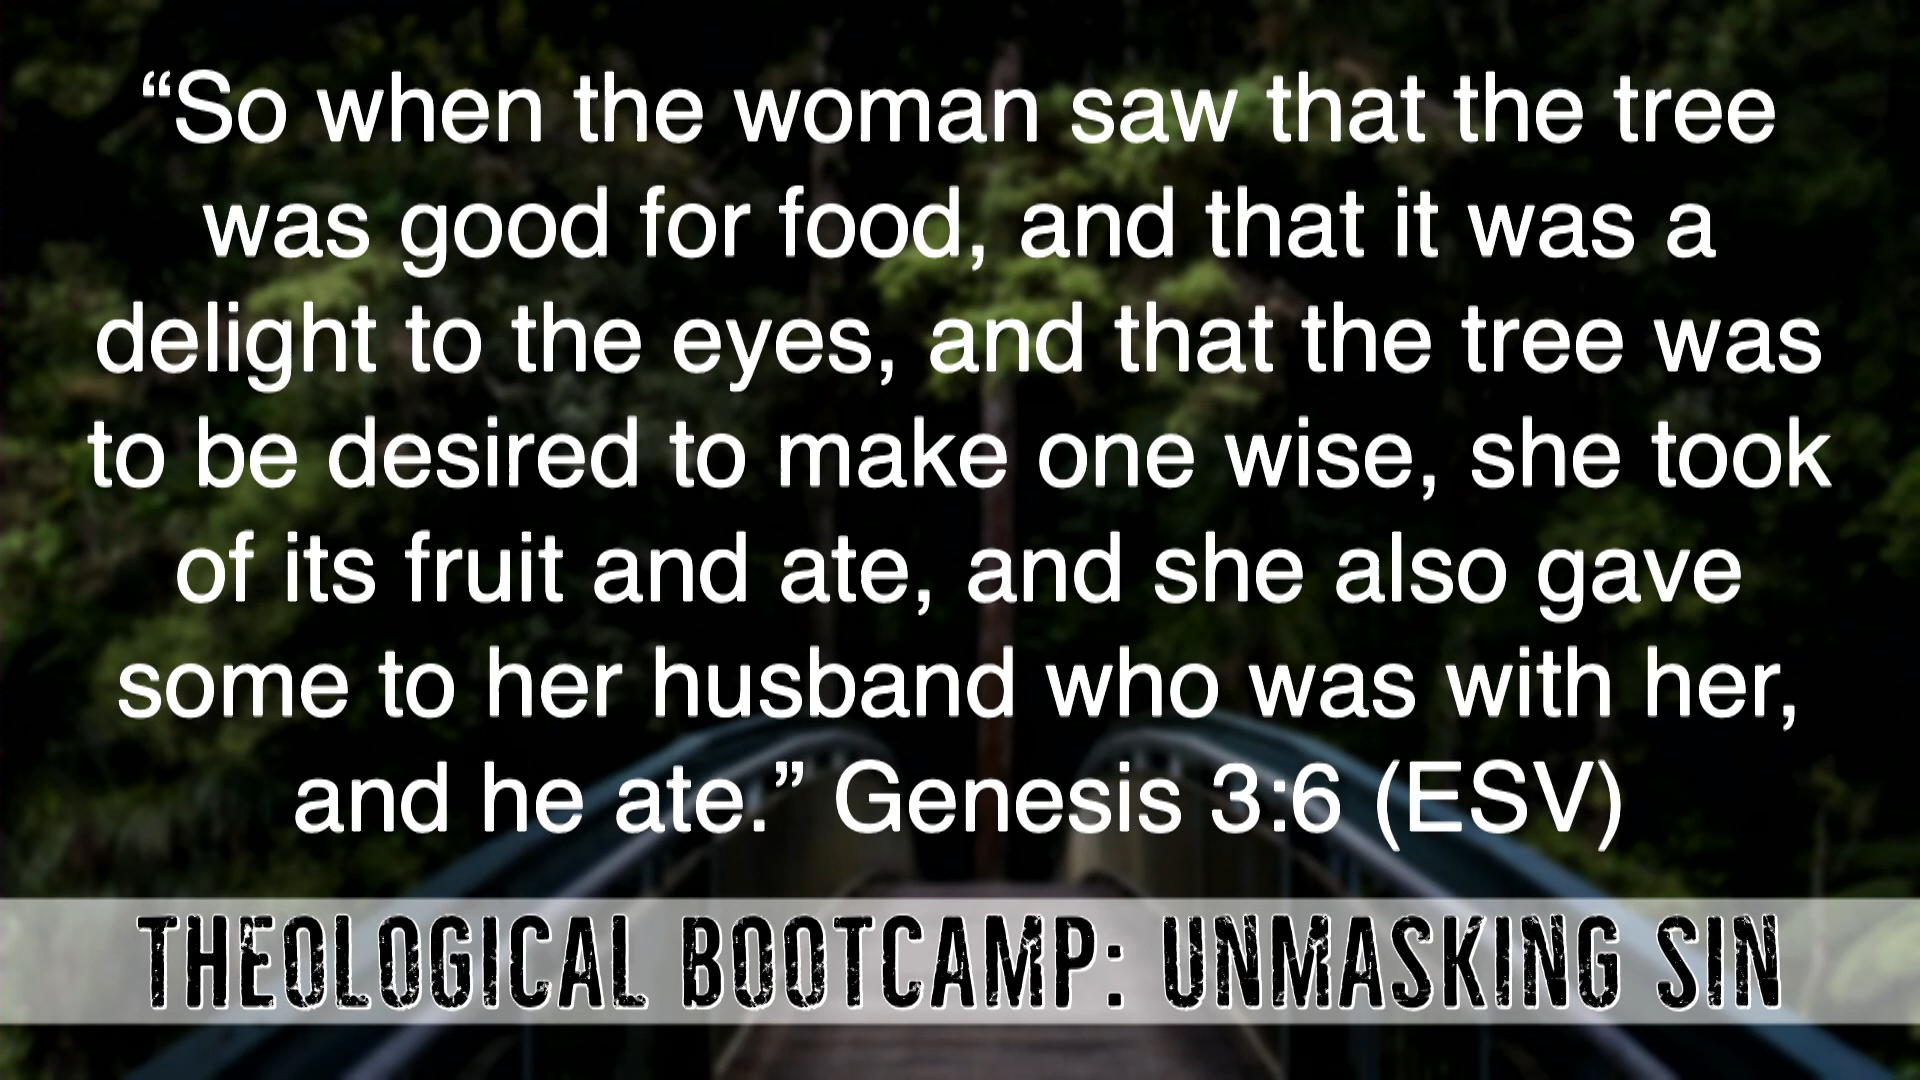 “So when the woman saw that the tree
was good for food, and that it was a
delight to the eyes, and that the tree was
to be desired to make one wise, she took
of its fruit and ate, and she also gave
some to her husband who was with her,
and he ate.” Genesis 3:6 (ESV)
THEOLOGICAL BOOTCAMP: UNMASKING SIN